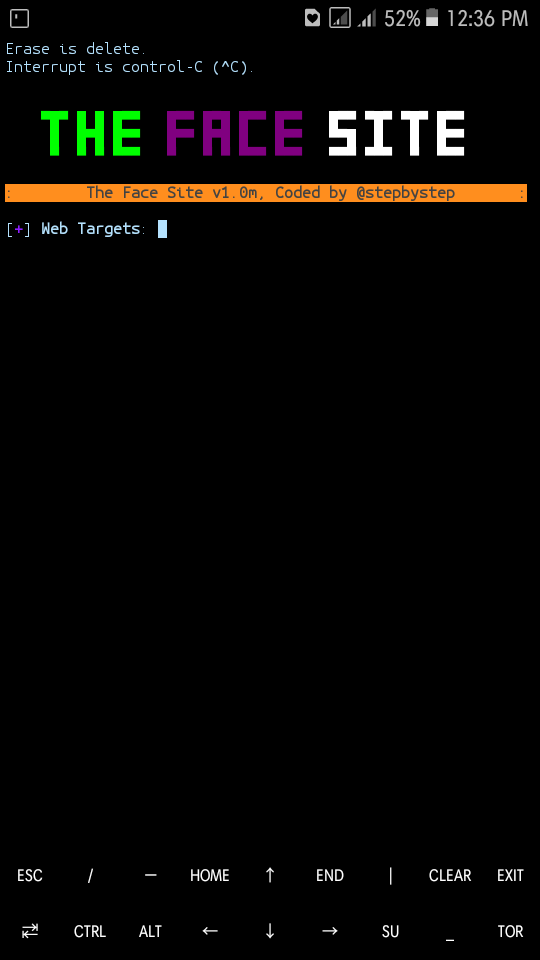 52% 12:36 PM
Erase is delete.
Interrupt is control-C (^C).
THE FACE SITE
: The Face Site v1.0m, Coded by @stepbystep :
[+] Web Targets:
ESC / — HOME ↑ END | CLEAR EXIT
⇄ CTRL ALT ← ↓ → SU _ TOR